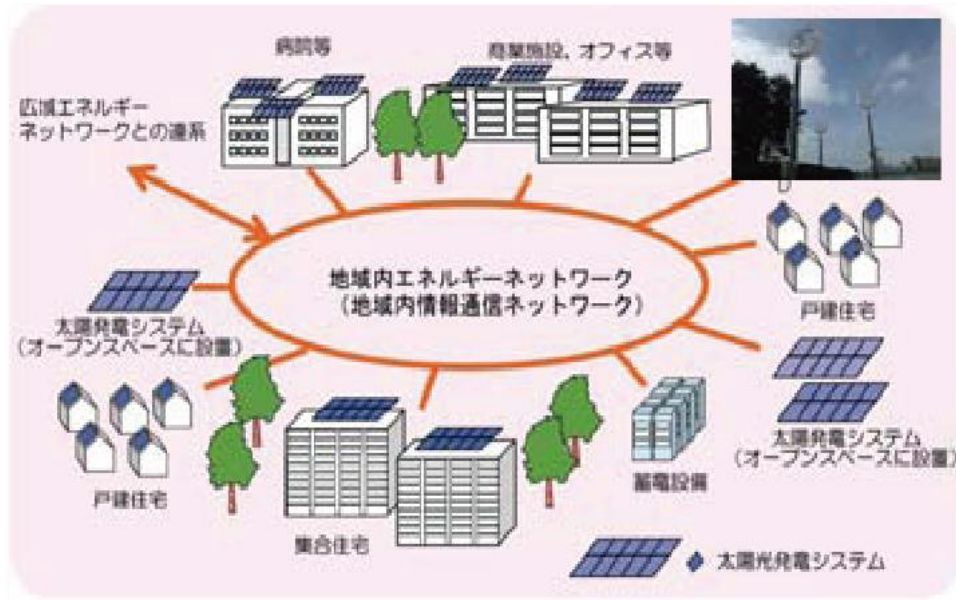 病院等
商業施設、オフィス等
広域エネルギー
ネットワークとの連系
地域内エネルギーネットワーク
（地域内情報通信ネットワーク）
戸建住宅
太陽発電システム
（オープンスペースに設置）
太陽発電システム
（オープンスペースに設置）
蓄電設備
戸建住宅
集合住宅
太陽光発電システム